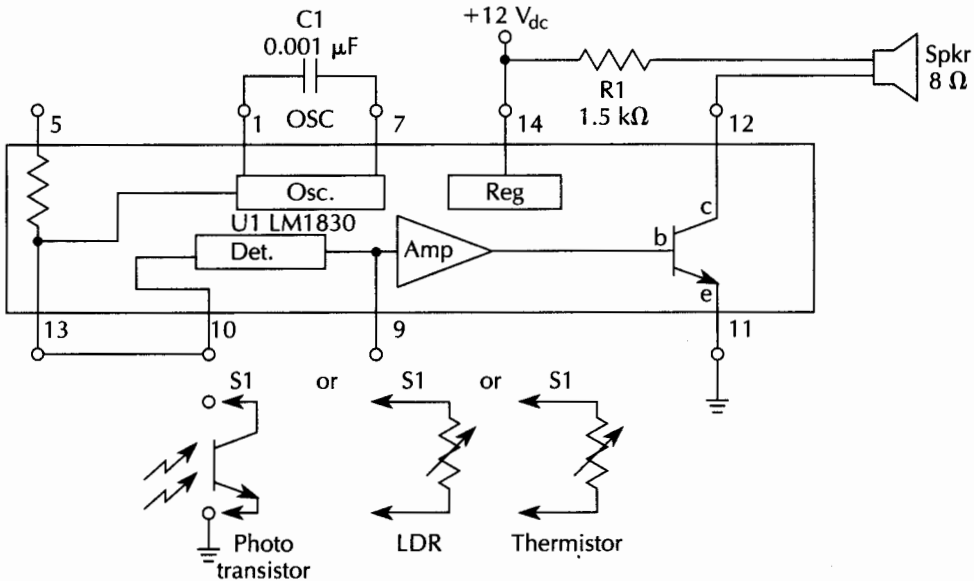 C1
0.001 μF
+12 Vdc
Spkr
8 Ω
R1
1.5 kΩ
5
1
OSC
7
14
12
Osc.
Reg
U1 LM1830
Det.
Amp
c
b
e
13
10
9
11
S1 or S1 or S1
Photo
transistor
LDR
Thermistor